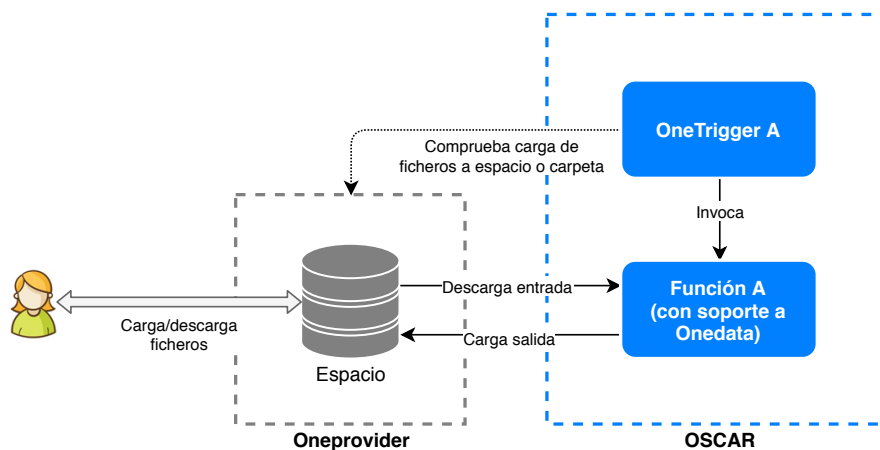 OneTrigger A
Comprueba carga de
ficheros a espacio o carpeta
Invoca
Descarga entrada
Función A
(con soporte a
Onedata)
Carga/descarga
ficheros
Carga salida
Espacio
Oneprovider
OSCAR